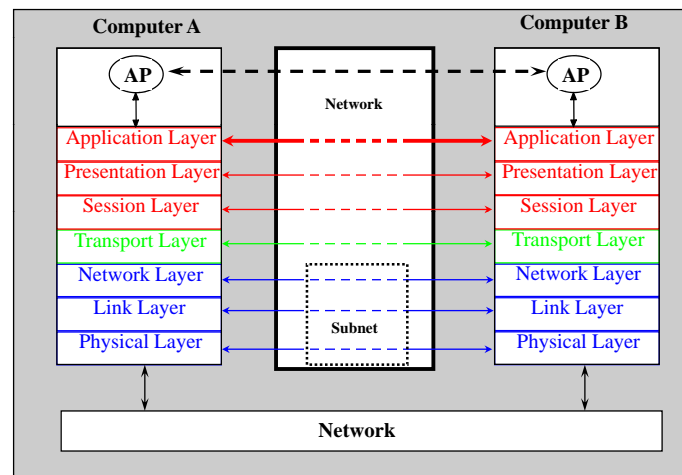 Computer A
Computer B
AP
AP
Network
Application Layer
Application Layer
Presentation Layer
Presentation Layer
Session Layer
Session Layer
Transport Layer
Transport Layer
Network Layer
Network Layer
Link Layer
Link Layer
Subnet
Physical Layer
Physical Layer
Network